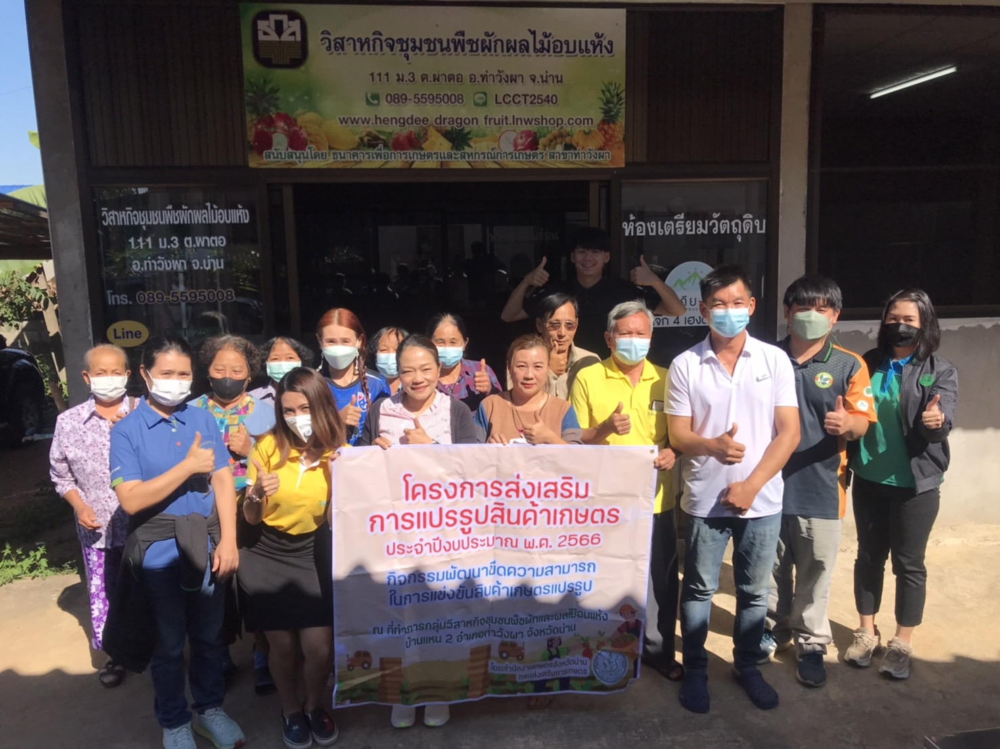 วิสาหกิจชุมชนพืชผักผลไม้อบแห้ง
111 ม.3 ต.ผาตอ อ.ท่าวังผา จ.น่าน
089-5595008 LCCT2540
www.hengdee dragon fruit.lnwshop.com
สนับสนุนโดย ธนาคารเพื่อการเกษตรและสหกรณ์การเกษตร สาขาท่าวังผา
วิสาหกิจชุมชนพืชผักผลไม้อบแห้ง
111 ม.3 ต.ผาตอ
อ.ท่าวังผา จ.น่าน
โทร. 089-5595008
Line
ห้องเตรียมวัตถุดิบ
โครงการส่งเสริม
การแปรรูปสินค้าเกษตร
ประจำปีงบประมาณ พ.ศ. 2566
กิจกรรมพัฒนาขีดความสามารถ
ในการแข่งขันสินค้าเกษตรแปรรูป
ณ ที่ทำการกลุ่มวิสาหกิจชุมชนพืชผักและผลไม้อบแห้ง
บ้านแหน 2 อำเภอท่าวังผา จังหวัดน่าน
โดยสำนักงานเกษตรจังหวัดน่าน
กรมส่งเสริมการเกษตร